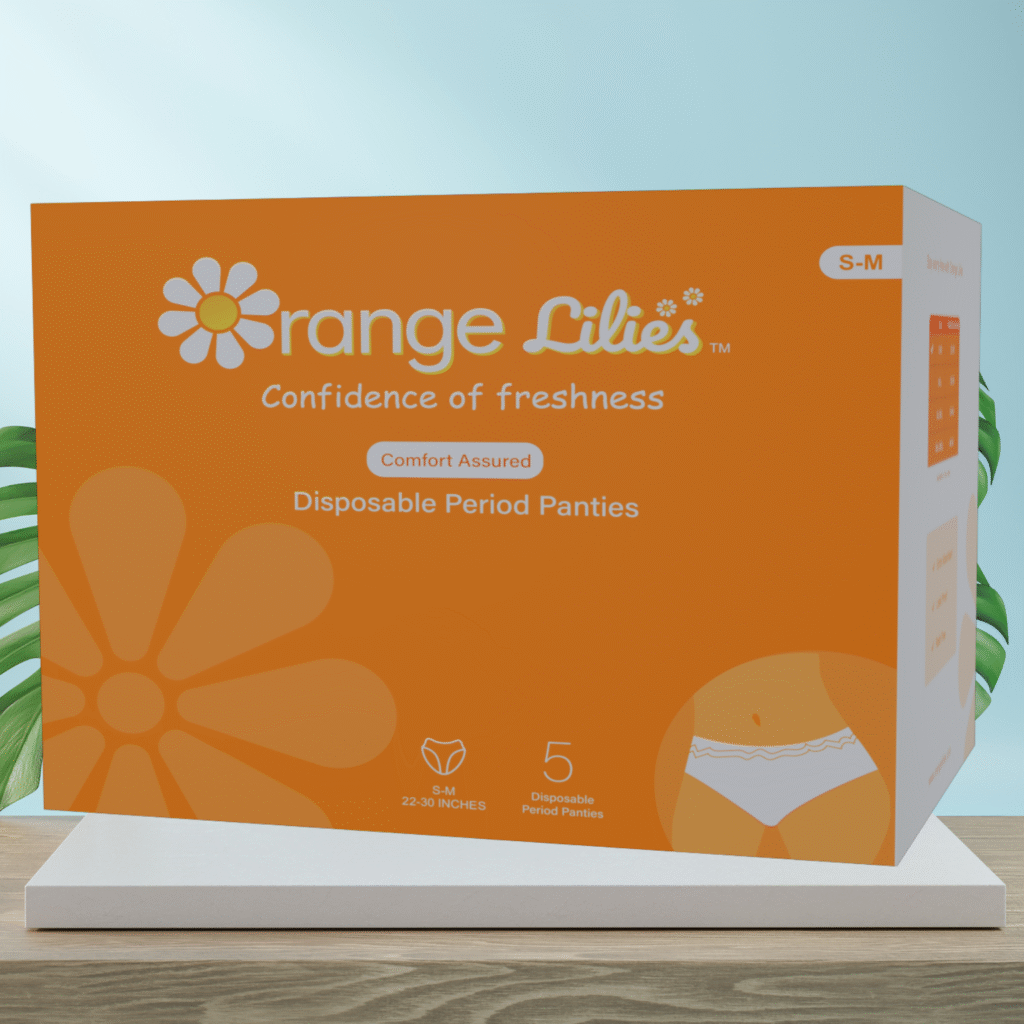 Orange Lilies™
S-M
Confidence of freshness
Comfort Assured
Disposable Period Panties
S-M
22-30 INCHES
5
Disposable
Period Panties